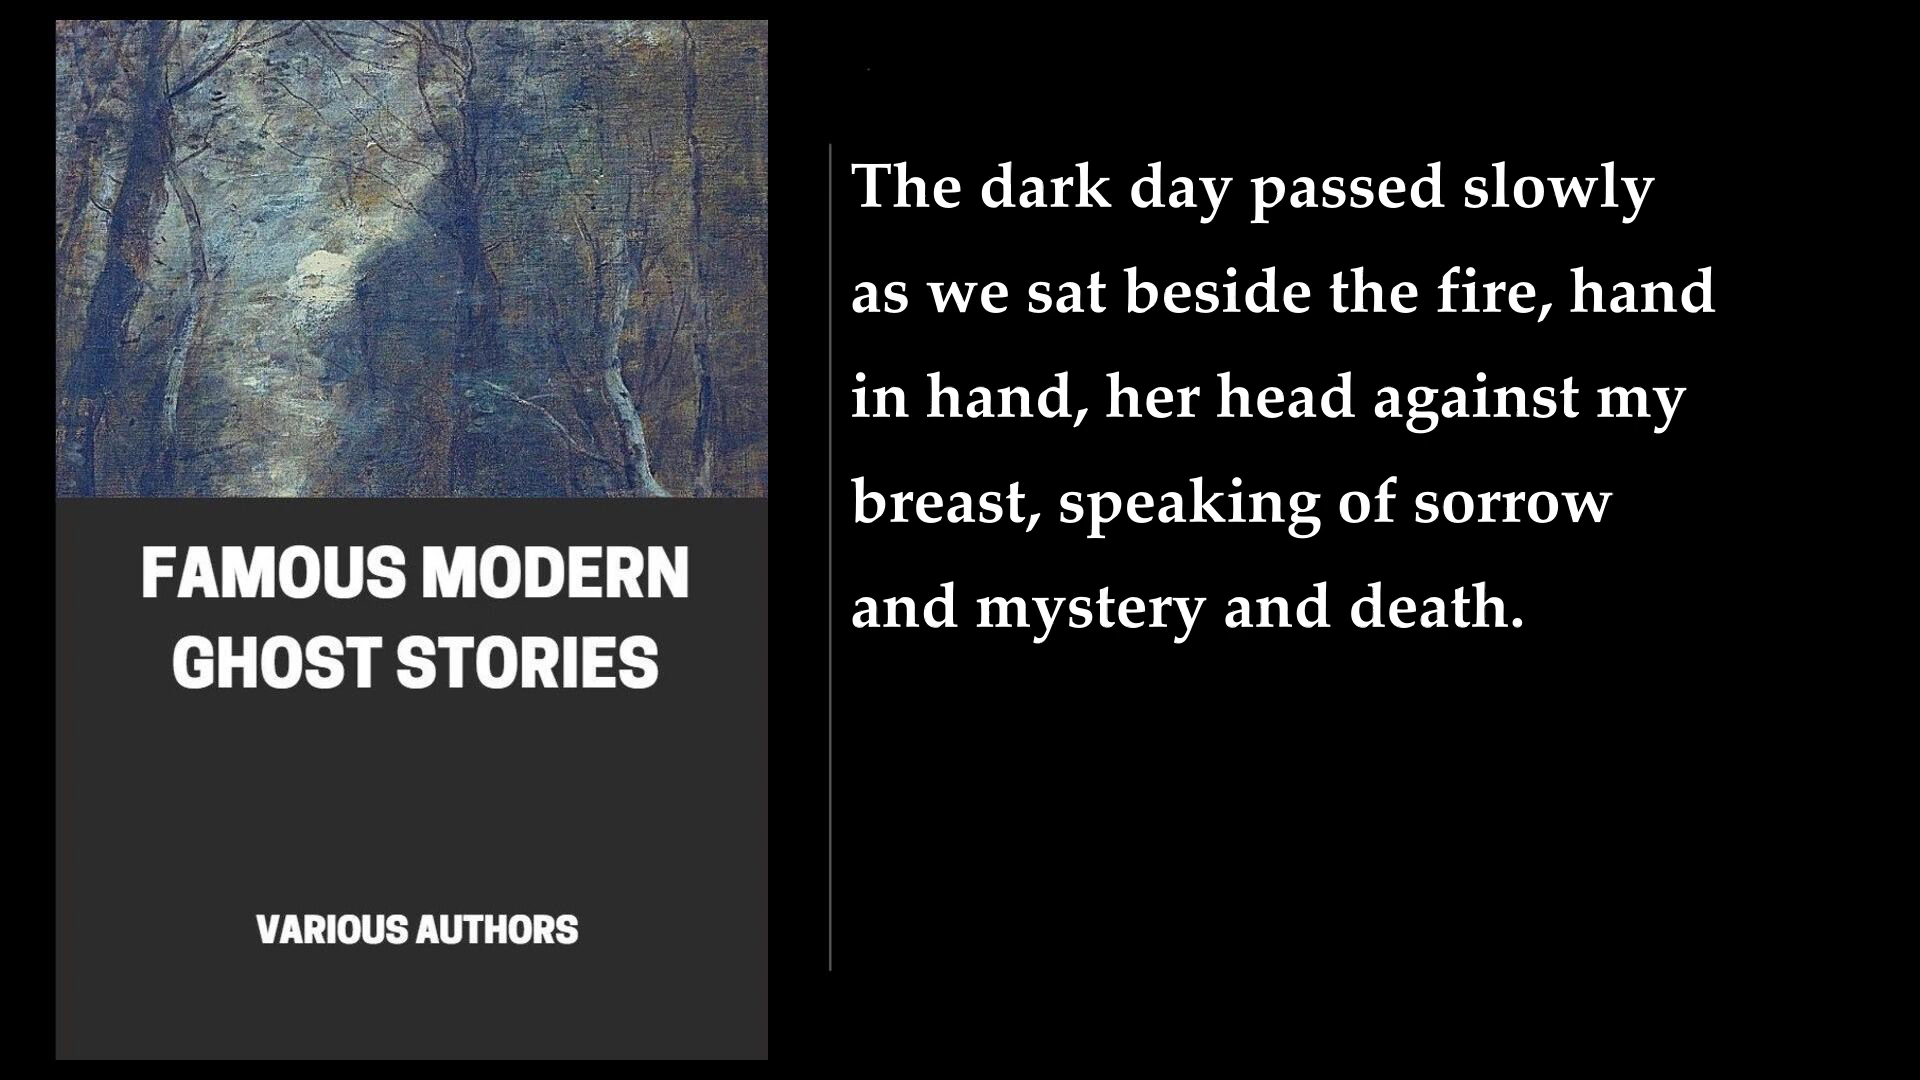 FAMOUS MODERN
GHOST STORIES
VARIOUS AUTHORS
The dark day passed slowly
as we sat beside the fire, hand
in hand, her head against my
breast, speaking of sorrow
and mystery and death.